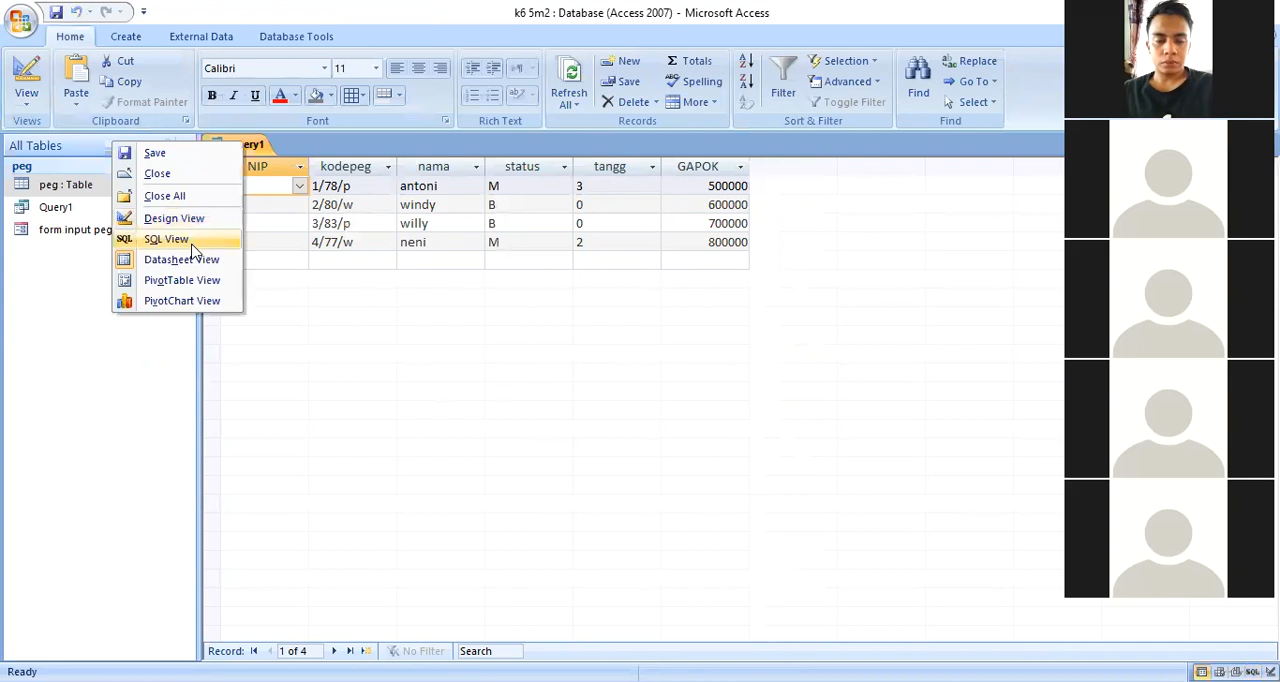 k6 5m2 : Database (Access 2007) - Microsoft Access
Home Create External Data Database Tools
View
Views
Paste
Cut
Copy
Format Painter
Clipboard
Calibri 11
B I U A
Font
Rich Text
Refresh
All
New
Save
Delete
Σ Totals
Spelling
More
Records
Filter
Selection
Advanced
Toggle Filter
Sort & Filter
Find
Replace
Go To
Select
Find
All Tables
peg
peg : Table
Query1
form input peg
Save
Close
Close All
Design View
SQL SQL View
Datasheet View
PivotTable View
PivotChart View
ery1
NIP kodepeg nama status tangg GAPOK
1/78/p antoni M 3 500000
2/80/w windy B 0 600000
3/83/p willy B 0 700000
4/77/w neni M 2 800000
Record: 1 of 4 No Filter Search
Ready SQL